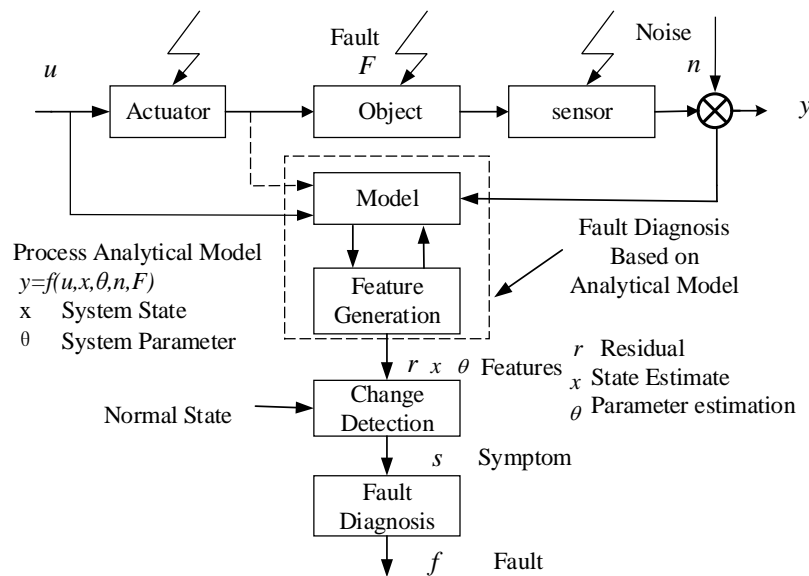 Fault
F
Noise
n
u
Actuator
Object
sensor
y
Model
Process Analytical Model
y=f(u,x,θ,n,F)
x System State
θ System Parameter
Feature
Generation
Fault Diagnosis
Based on
Analytical Model
r x θ Features
r Residual
x State Estimate
θ Parameter estimation
Normal State
Change
Detection
s Symptom
Fault
Diagnosis
f Fault